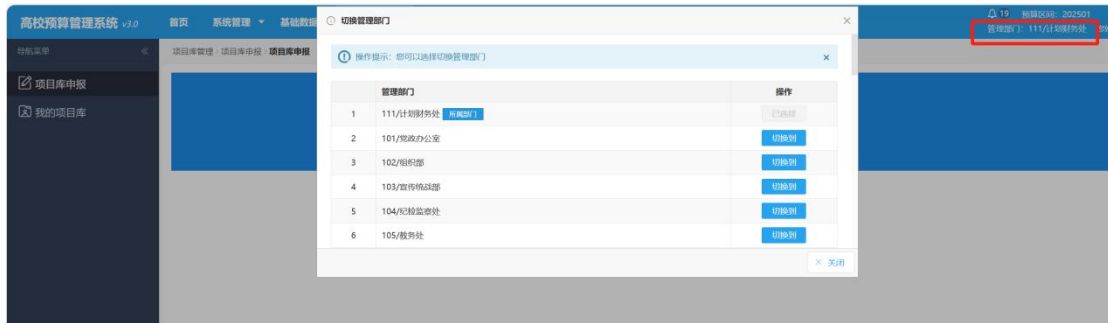 高校预算管理系统 v3.0 首页 系统管理 基础数据
切换管理部门
19 预算区间: 202501
管理部门: 111/计划财务处
导航菜单
项目库管理 / 项目库申报 / 项目库申报
操作提示: 您可以选择切换管理部门
项目库申报
我的项目库
管理部门 操作
1 111/计划财务处 所属部门 已选择
2 101/党政办公室 切换到
3 102/组织部 切换到
4 103/宣传统战部 切换到
5 104/纪检监察处 切换到
6 105/教务处 切换到
× 关闭